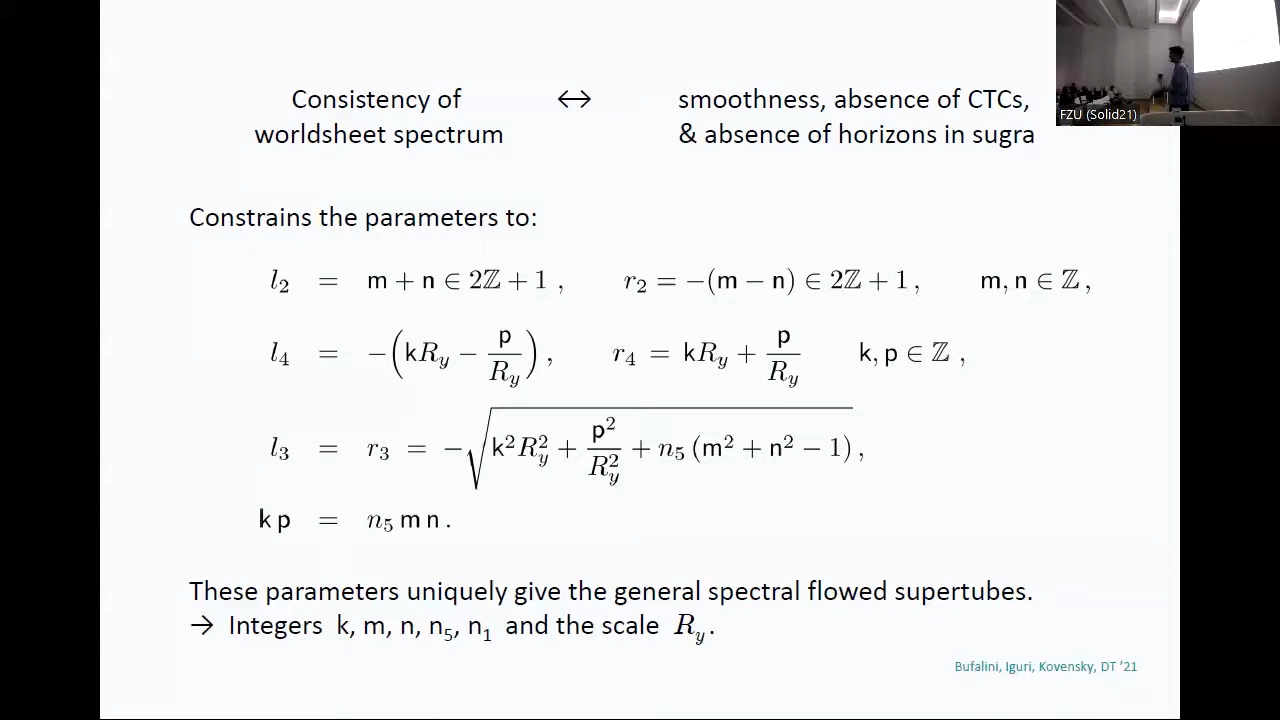 Consistency of ↔ smoothness, absence of CTCs,
worldsheet spectrum & absence of horizons in sugra
FZU (Solid21)
Constrains the parameters to:
l₂ = m + n ∈ 2ℤ + 1 , r₂ = −(m − n) ∈ 2ℤ + 1 , m, n ∈ ℤ ,
l₄ = −(kR_y − p/R_y) , r₄ = kR_y + p/R_y k, p ∈ ℤ ,
l₃ = r₃ = −√(k²R_y² + p²/R_y² + n₅ (m² + n² − 1)) ,
k p = n₅ m n .
These parameters uniquely give the general spectral flowed supertubes.
→ Integers k, m, n, n₅, n₁ and the scale R_y.
Bufalini, Iguri, Kovensky, DT '21